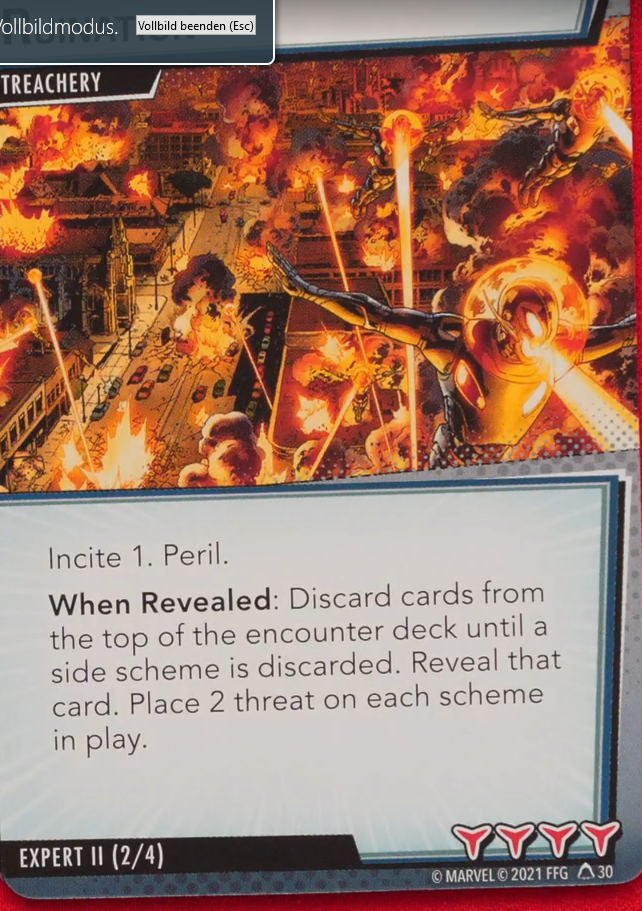 Vollbildmodus. Vollbild beenden (Esc)
RUINATION
TREACHERY
Incite 1. Peril.
When Revealed: Discard cards from
the top of the encounter deck until a
side scheme is discarded. Reveal that
card. Place 2 threat on each scheme
in play.
EXPERT II (2/4)
© MARVEL © 2021 FFG 30